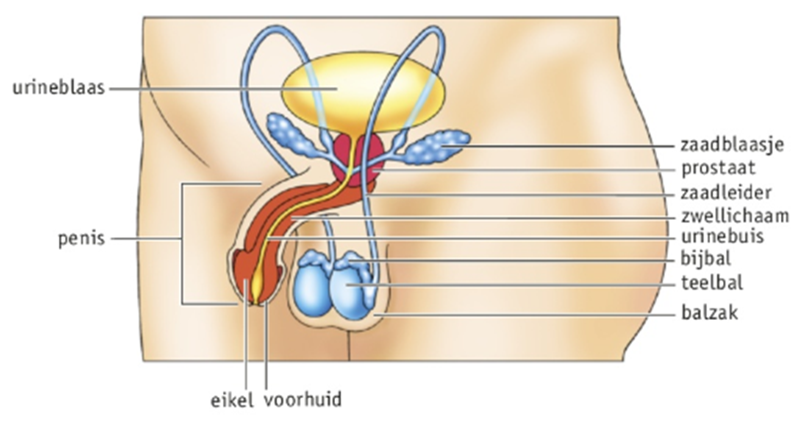 urineblaas
penis
zaadblaasje
prostaat
zaadleider
zwellichaam
urinebuis
bijbal
teelbal
balzak
eikel voorhuid